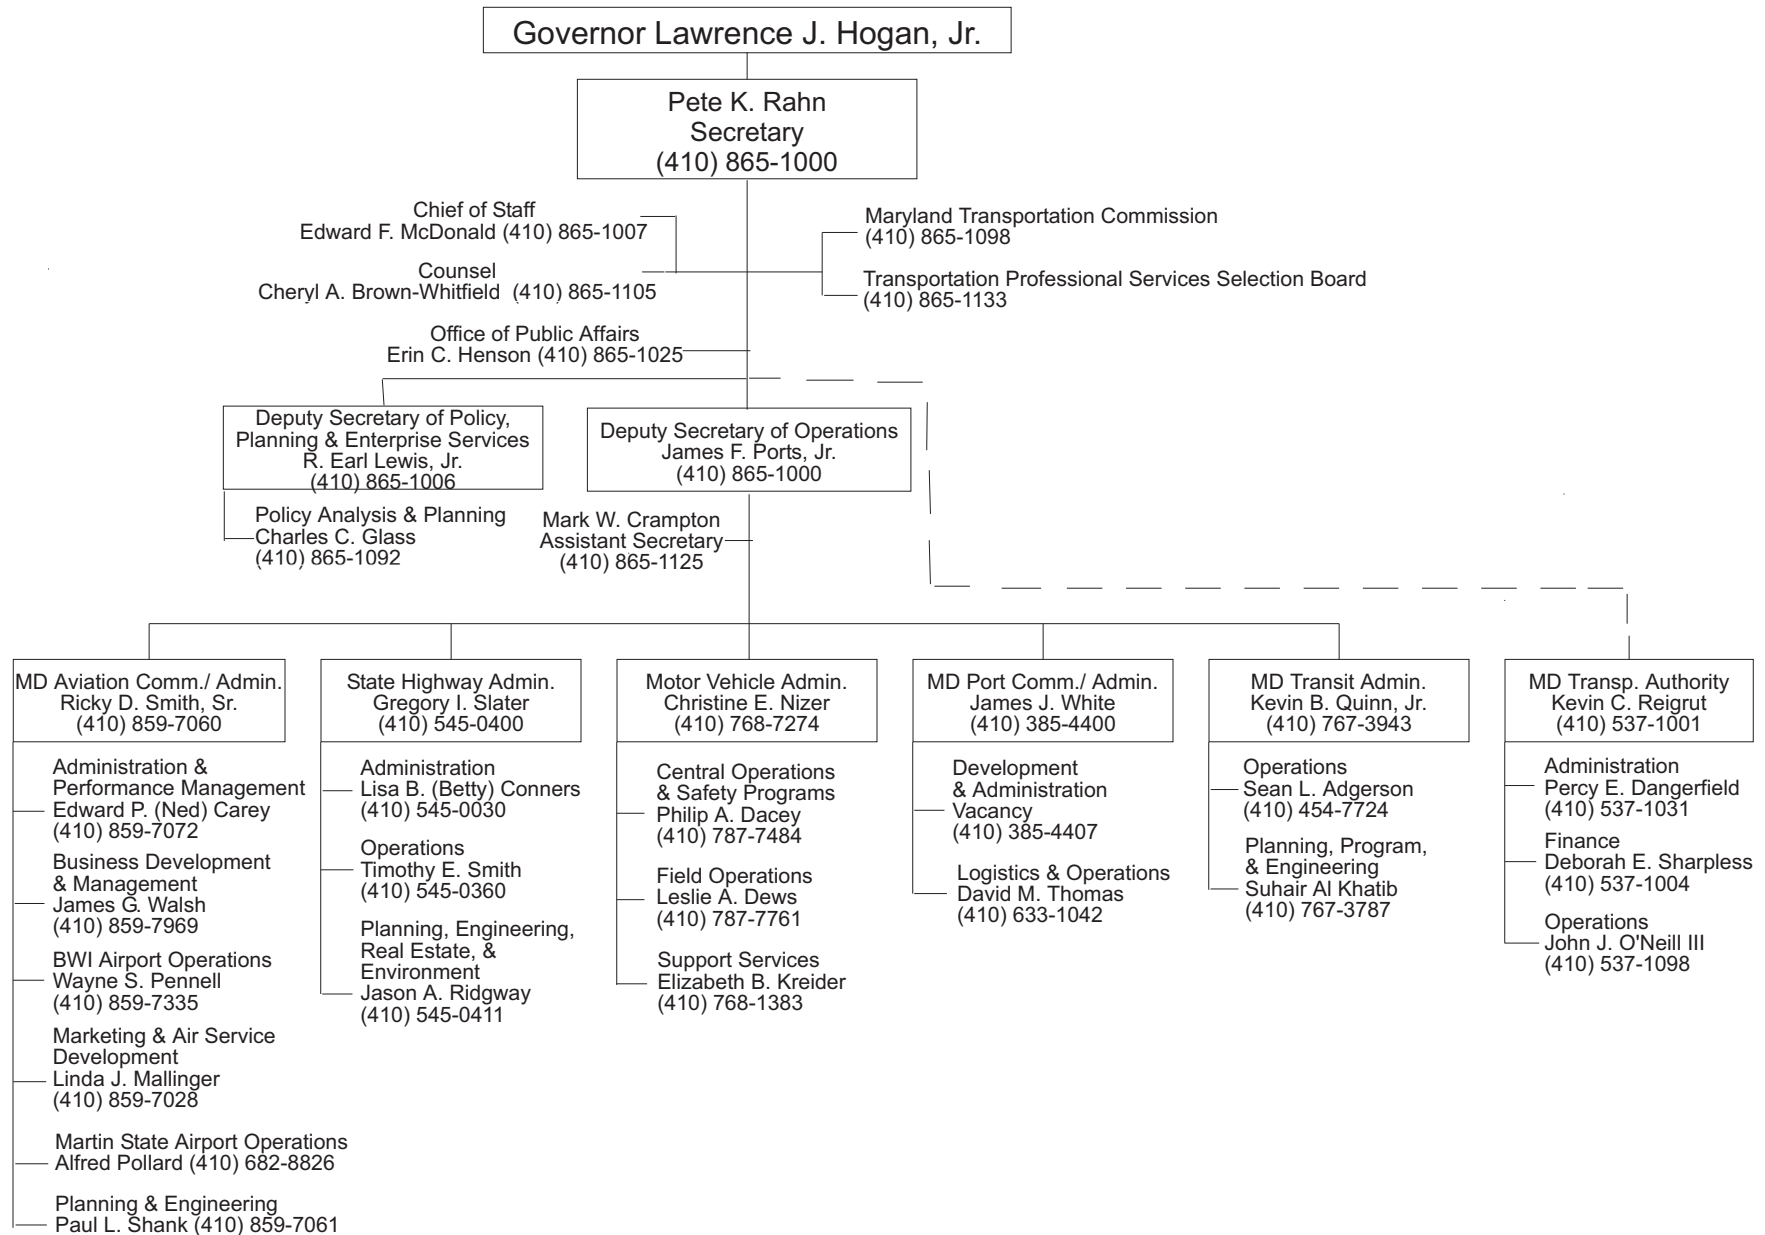 Governor Lawrence J. Hogan, Jr.
Pete K. Rahn
Secretary
(410) 865-1000
Chief of Staff
Edward F. McDonald (410) 865-1007
Counsel
Cheryl A. Brown-Whitfield (410) 865-1105
Office of Public Affairs
Erin C. Henson (410) 865-1025
Maryland Transportation Commission
(410) 865-1098
Transportation Professional Services Selection Board
(410) 865-1133
Deputy Secretary of Policy,
Planning & Enterprise Services
R. Earl Lewis, Jr.
(410) 865-1006
Policy Analysis & Planning
Charles C. Glass
(410) 865-1092
Deputy Secretary of Operations
James F. Ports, Jr.
(410) 865-1000
Mark W. Crampton
Assistant Secretary
(410) 865-1125
MD Aviation Comm./ Admin.
Ricky D. Smith, Sr.
(410) 859-7060
Administration &
Performance Management
Edward P. (Ned) Carey
(410) 859-7072
Business Development
& Management
James G. Walsh
(410) 859-7969
BWI Airport Operations
Wayne S. Pennell
(410) 859-7335
Marketing & Air Service
Development
Linda J. Mallinger
(410) 859-7028
Martin State Airport Operations
Alfred Pollard (410) 682-8826
Planning & Engineering
Paul L. Shank (410) 859-7061
State Highway Admin.
Gregory I. Slater
(410) 545-0400
Administration
Lisa B. (Betty) Conners
(410) 545-0030
Operations
Timothy E. Smith
(410) 545-0360
Planning, Engineering,
Real Estate, &
Environment
Jason A. Ridgway
(410) 545-0411
Motor Vehicle Admin.
Christine E. Nizer
(410) 768-7274
Central Operations
& Safety Programs
Philip A. Dacey
(410) 787-7484
Field Operations
Leslie A. Dews
(410) 787-7761
Support Services
Elizabeth B. Kreider
(410) 768-1383
MD Port Comm./ Admin.
James J. White
(410) 385-4400
Development
& Administration
Vacancy
(410) 385-4407
Logistics & Operations
David M. Thomas
(410) 633-1042
MD Transit Admin.
Kevin B. Quinn, Jr.
(410) 767-3943
Operations
Sean L. Adgerson
(410) 454-7724
Planning, Program,
& Engineering
Suhair Al Khatib
(410) 767-3787
MD Transp. Authority
Kevin C. Reigrut
(410) 537-1001
Administration
Percy E. Dangerfield
(410) 537-1031
Finance
Deborah E. Sharpless
(410) 537-1004
Operations
John J. O'Neill III
(410) 537-1098